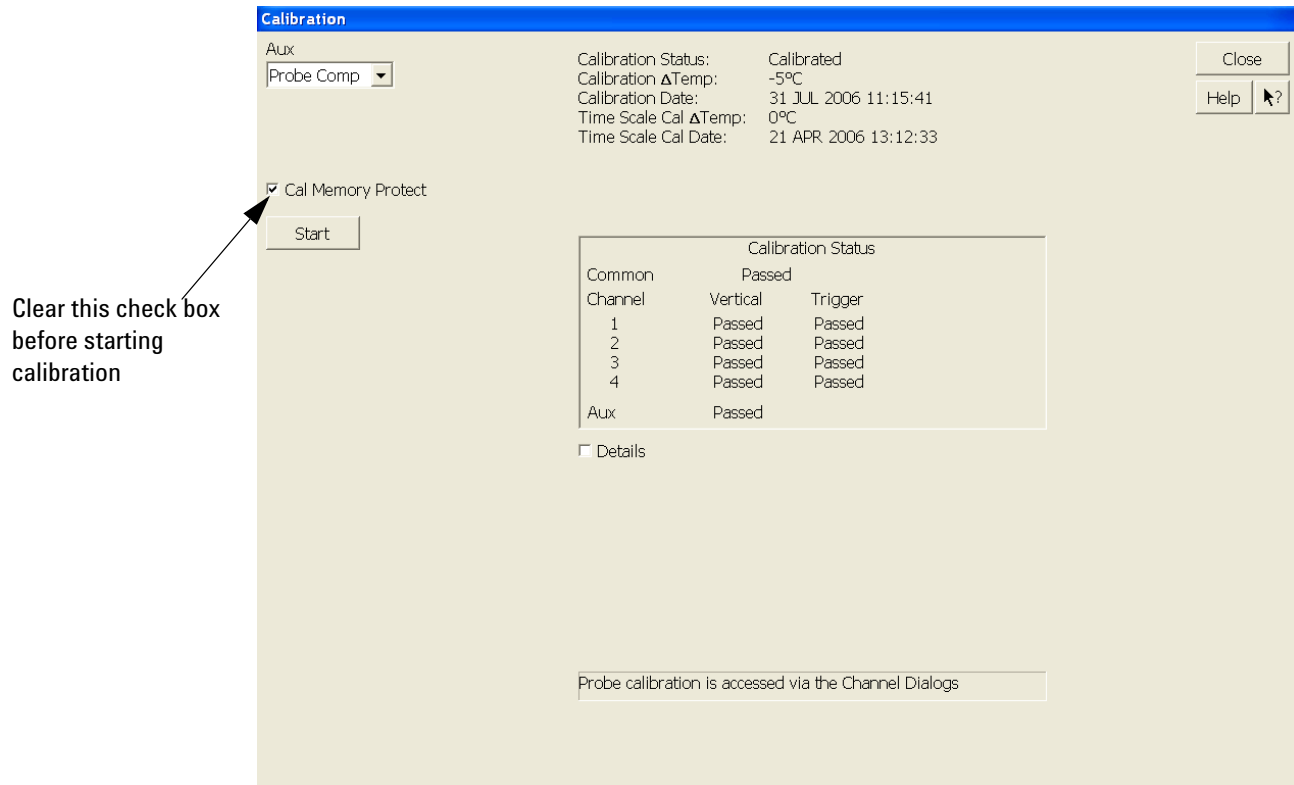 Calibration
Aux
Probe Comp
Calibration Status: Calibrated
Calibration ΔTemp: -5ºC
Calibration Date: 31 JUL 2006 11:15:41
Time Scale Cal ΔTemp: 0ºC
Time Scale Cal Date: 21 APR 2006 13:12:33
Close
Help ?
Cal Memory Protect
Start
Clear this check box
before starting
calibration
Calibration Status
Common Passed
Channel Vertical Trigger
1 Passed Passed
2 Passed Passed
3 Passed Passed
4 Passed Passed
Aux Passed
Details
Probe calibration is accessed via the Channel Dialogs